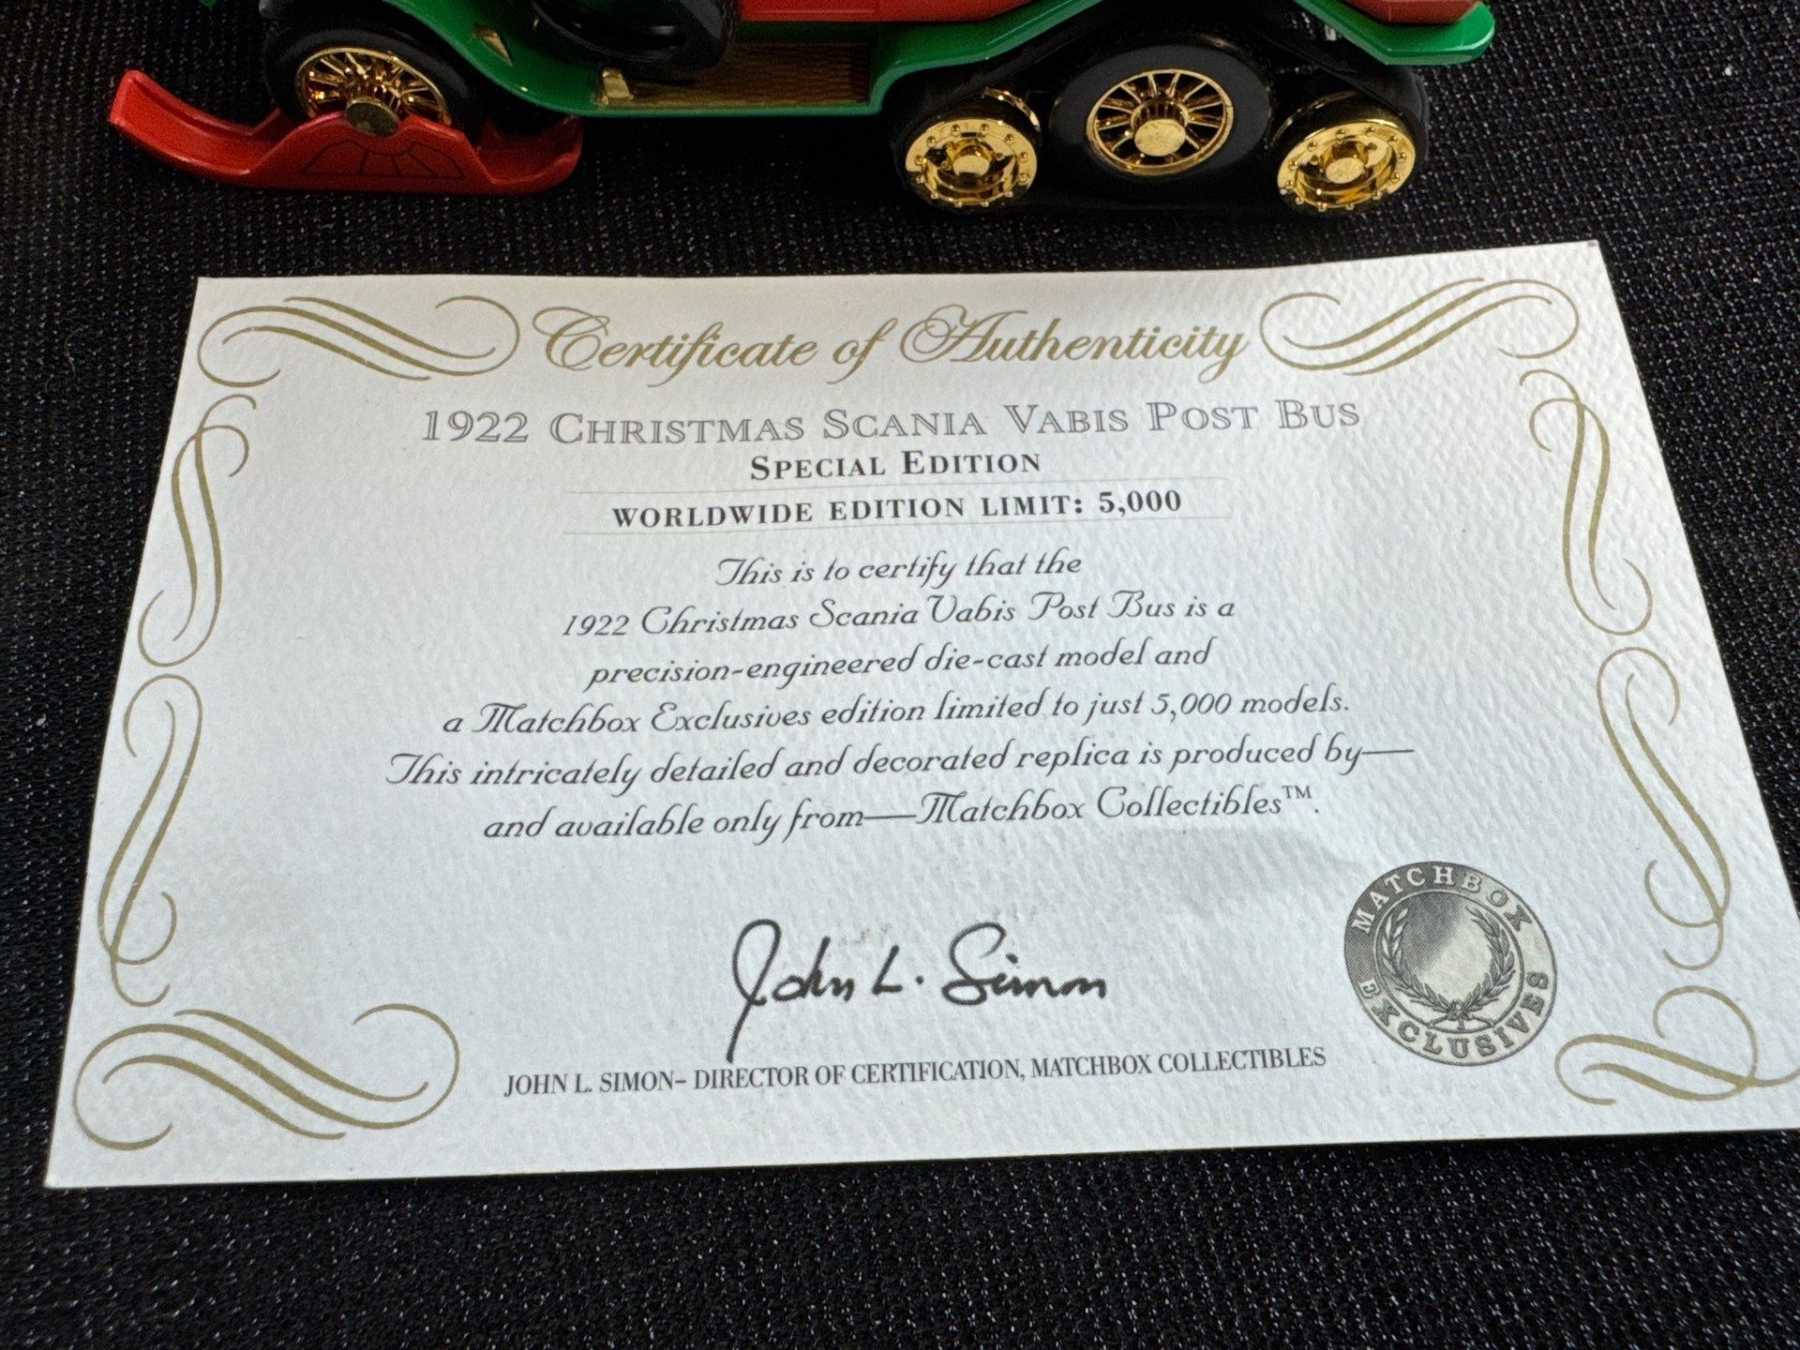 Certificate of Authenticity
1922 CHRISTMAS SCANIA VABIS POST BUS
SPECIAL EDITION
WORLDWIDE EDITION LIMIT: 5,000
This is to certify that the
1922 Christmas Scania Vabis Post Bus is a
precision-engineered die-cast model and
a Matchbox Exclusives edition limited to just 5,000 models.
This intricately detailed and decorated replica is produced by—
and available only from—Matchbox Collectibles™.
John L. Simon
JOHN L. SIMON– DIRECTOR OF CERTIFICATION, MATCHBOX COLLECTIBLES
MATCHBOX
EXCLUSIVES